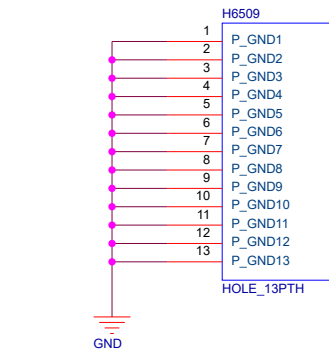 H6509
1 P_GND1
2 P_GND2
3 P_GND3
4 P_GND4
5 P_GND5
6 P_GND6
7 P_GND7
8 P_GND8
9 P_GND9
10 P_GND10
11 P_GND11
12 P_GND12
13 P_GND13
HOLE_13PTH
GND